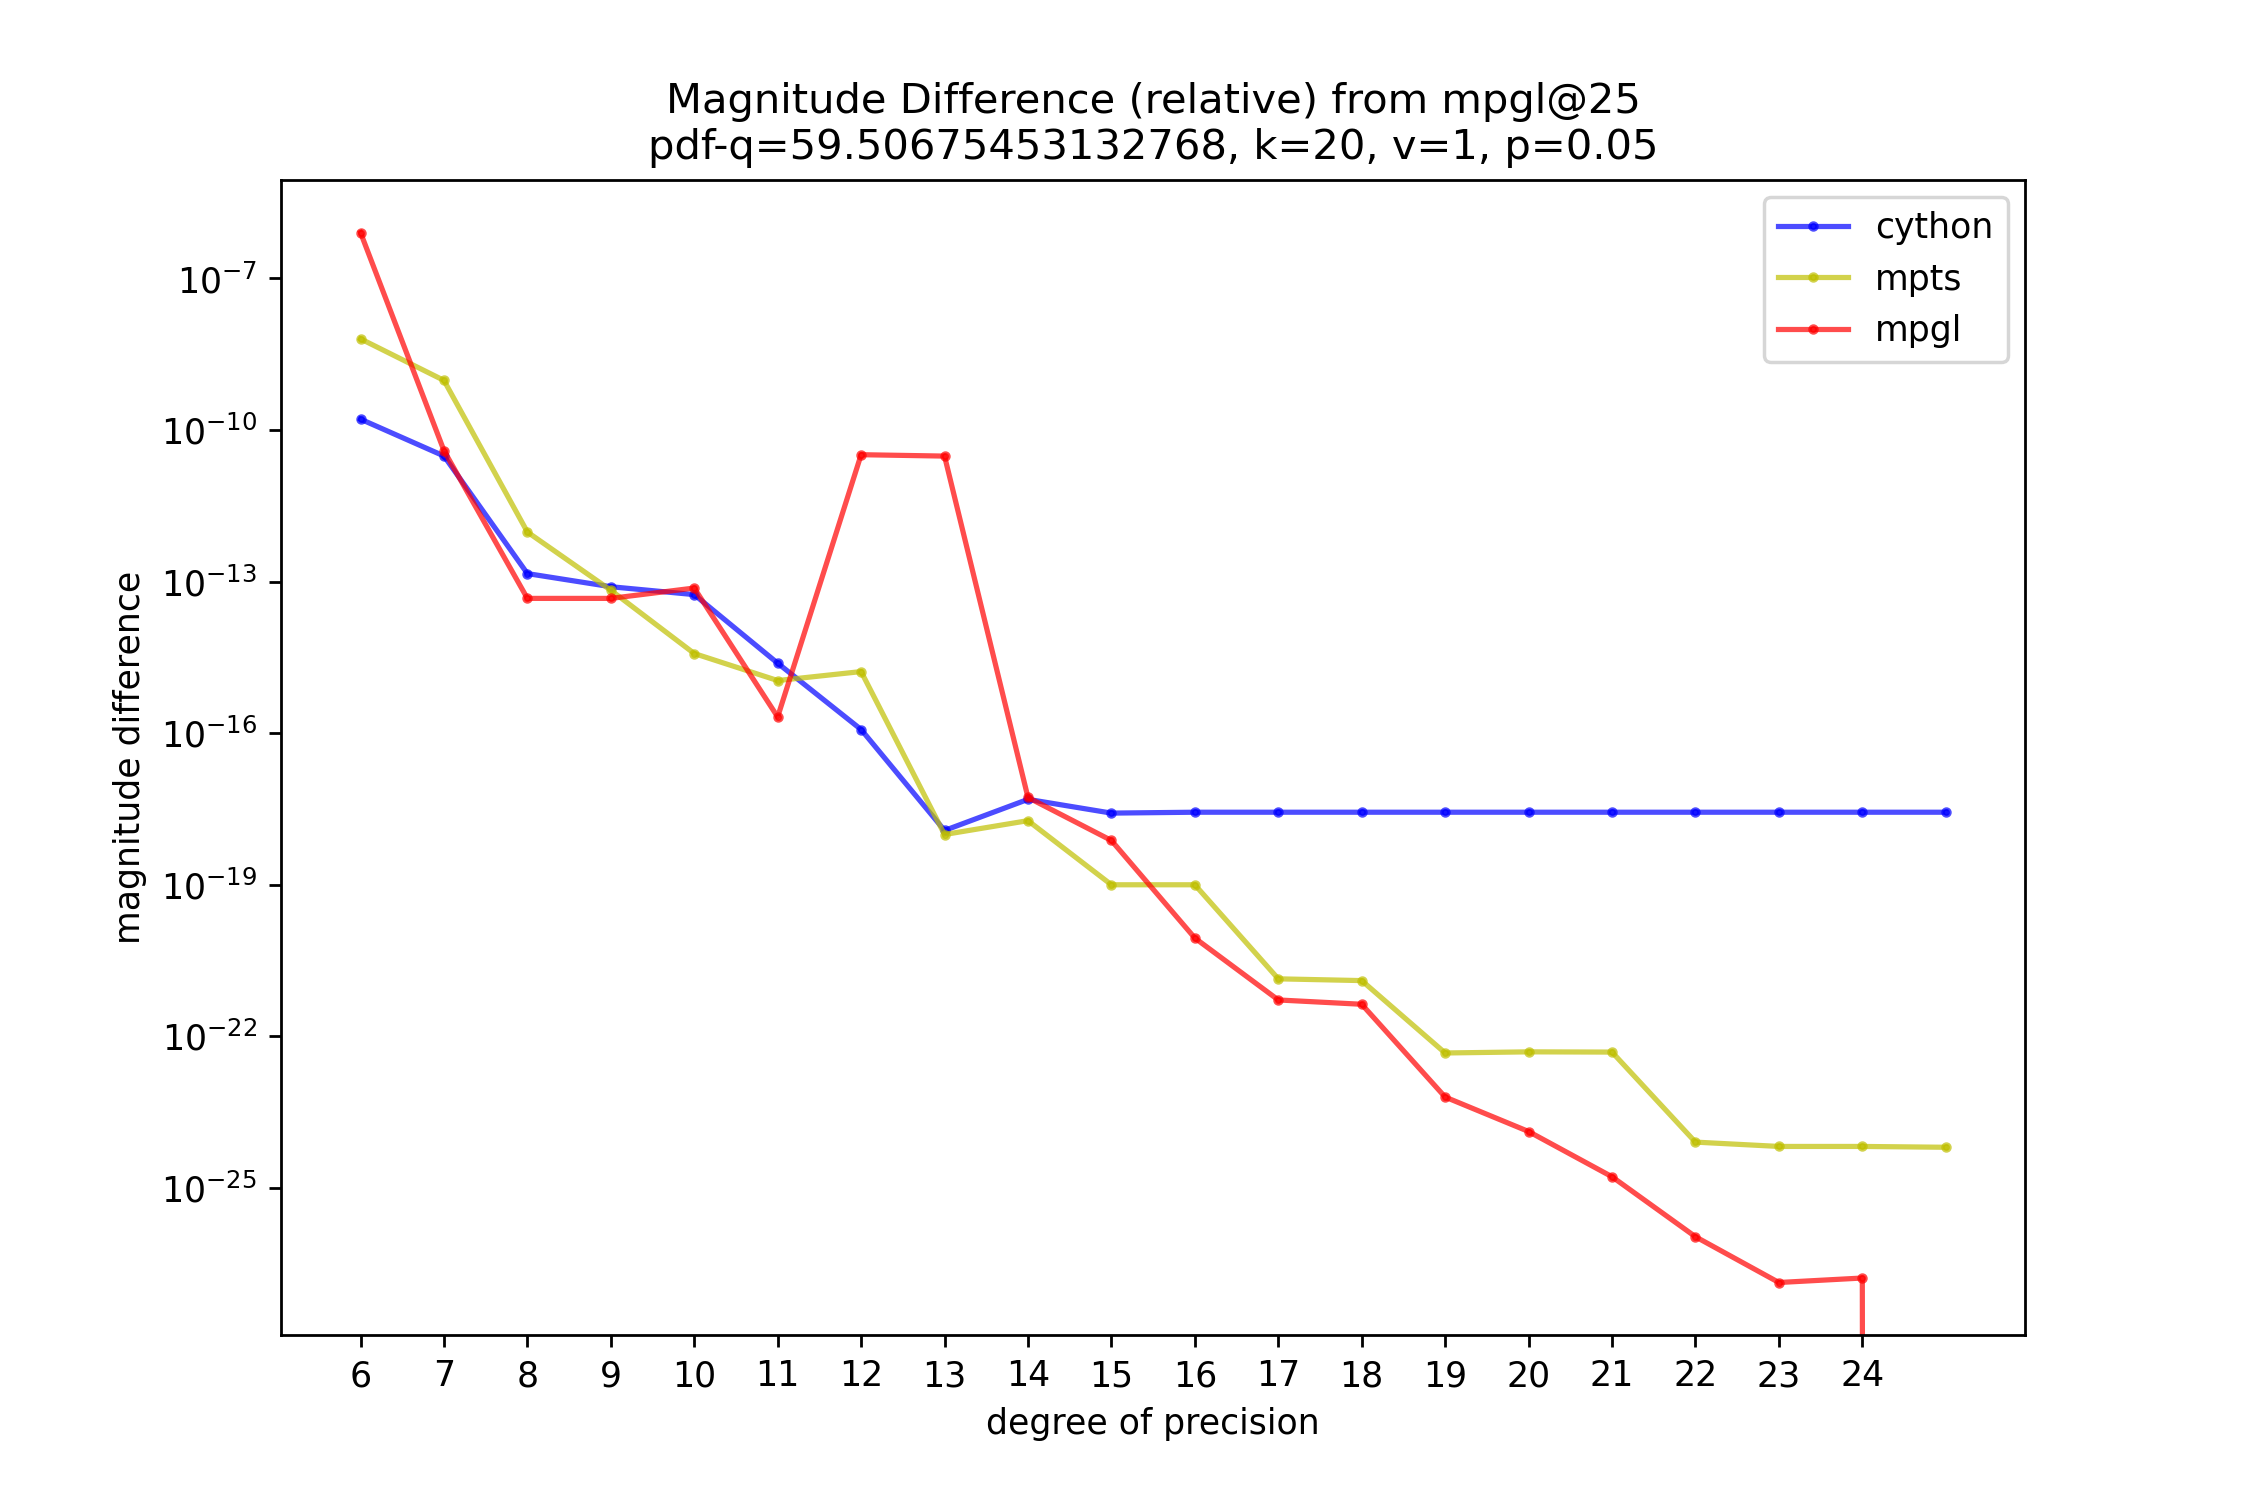 Magnitude Difference (relative) from mpgl@25
pdf-q=59.50675453132768, k=20, v=1, p=0.05
cython
mpts
mpgl
magnitude difference
10⁻⁷
10⁻¹⁰
10⁻¹³
10⁻¹⁶
10⁻¹⁹
10⁻²²
10⁻²⁵
6 7 8 9 10 11 12 13 14 15 16 17 18 19 20 21 22 23 24
degree of precision